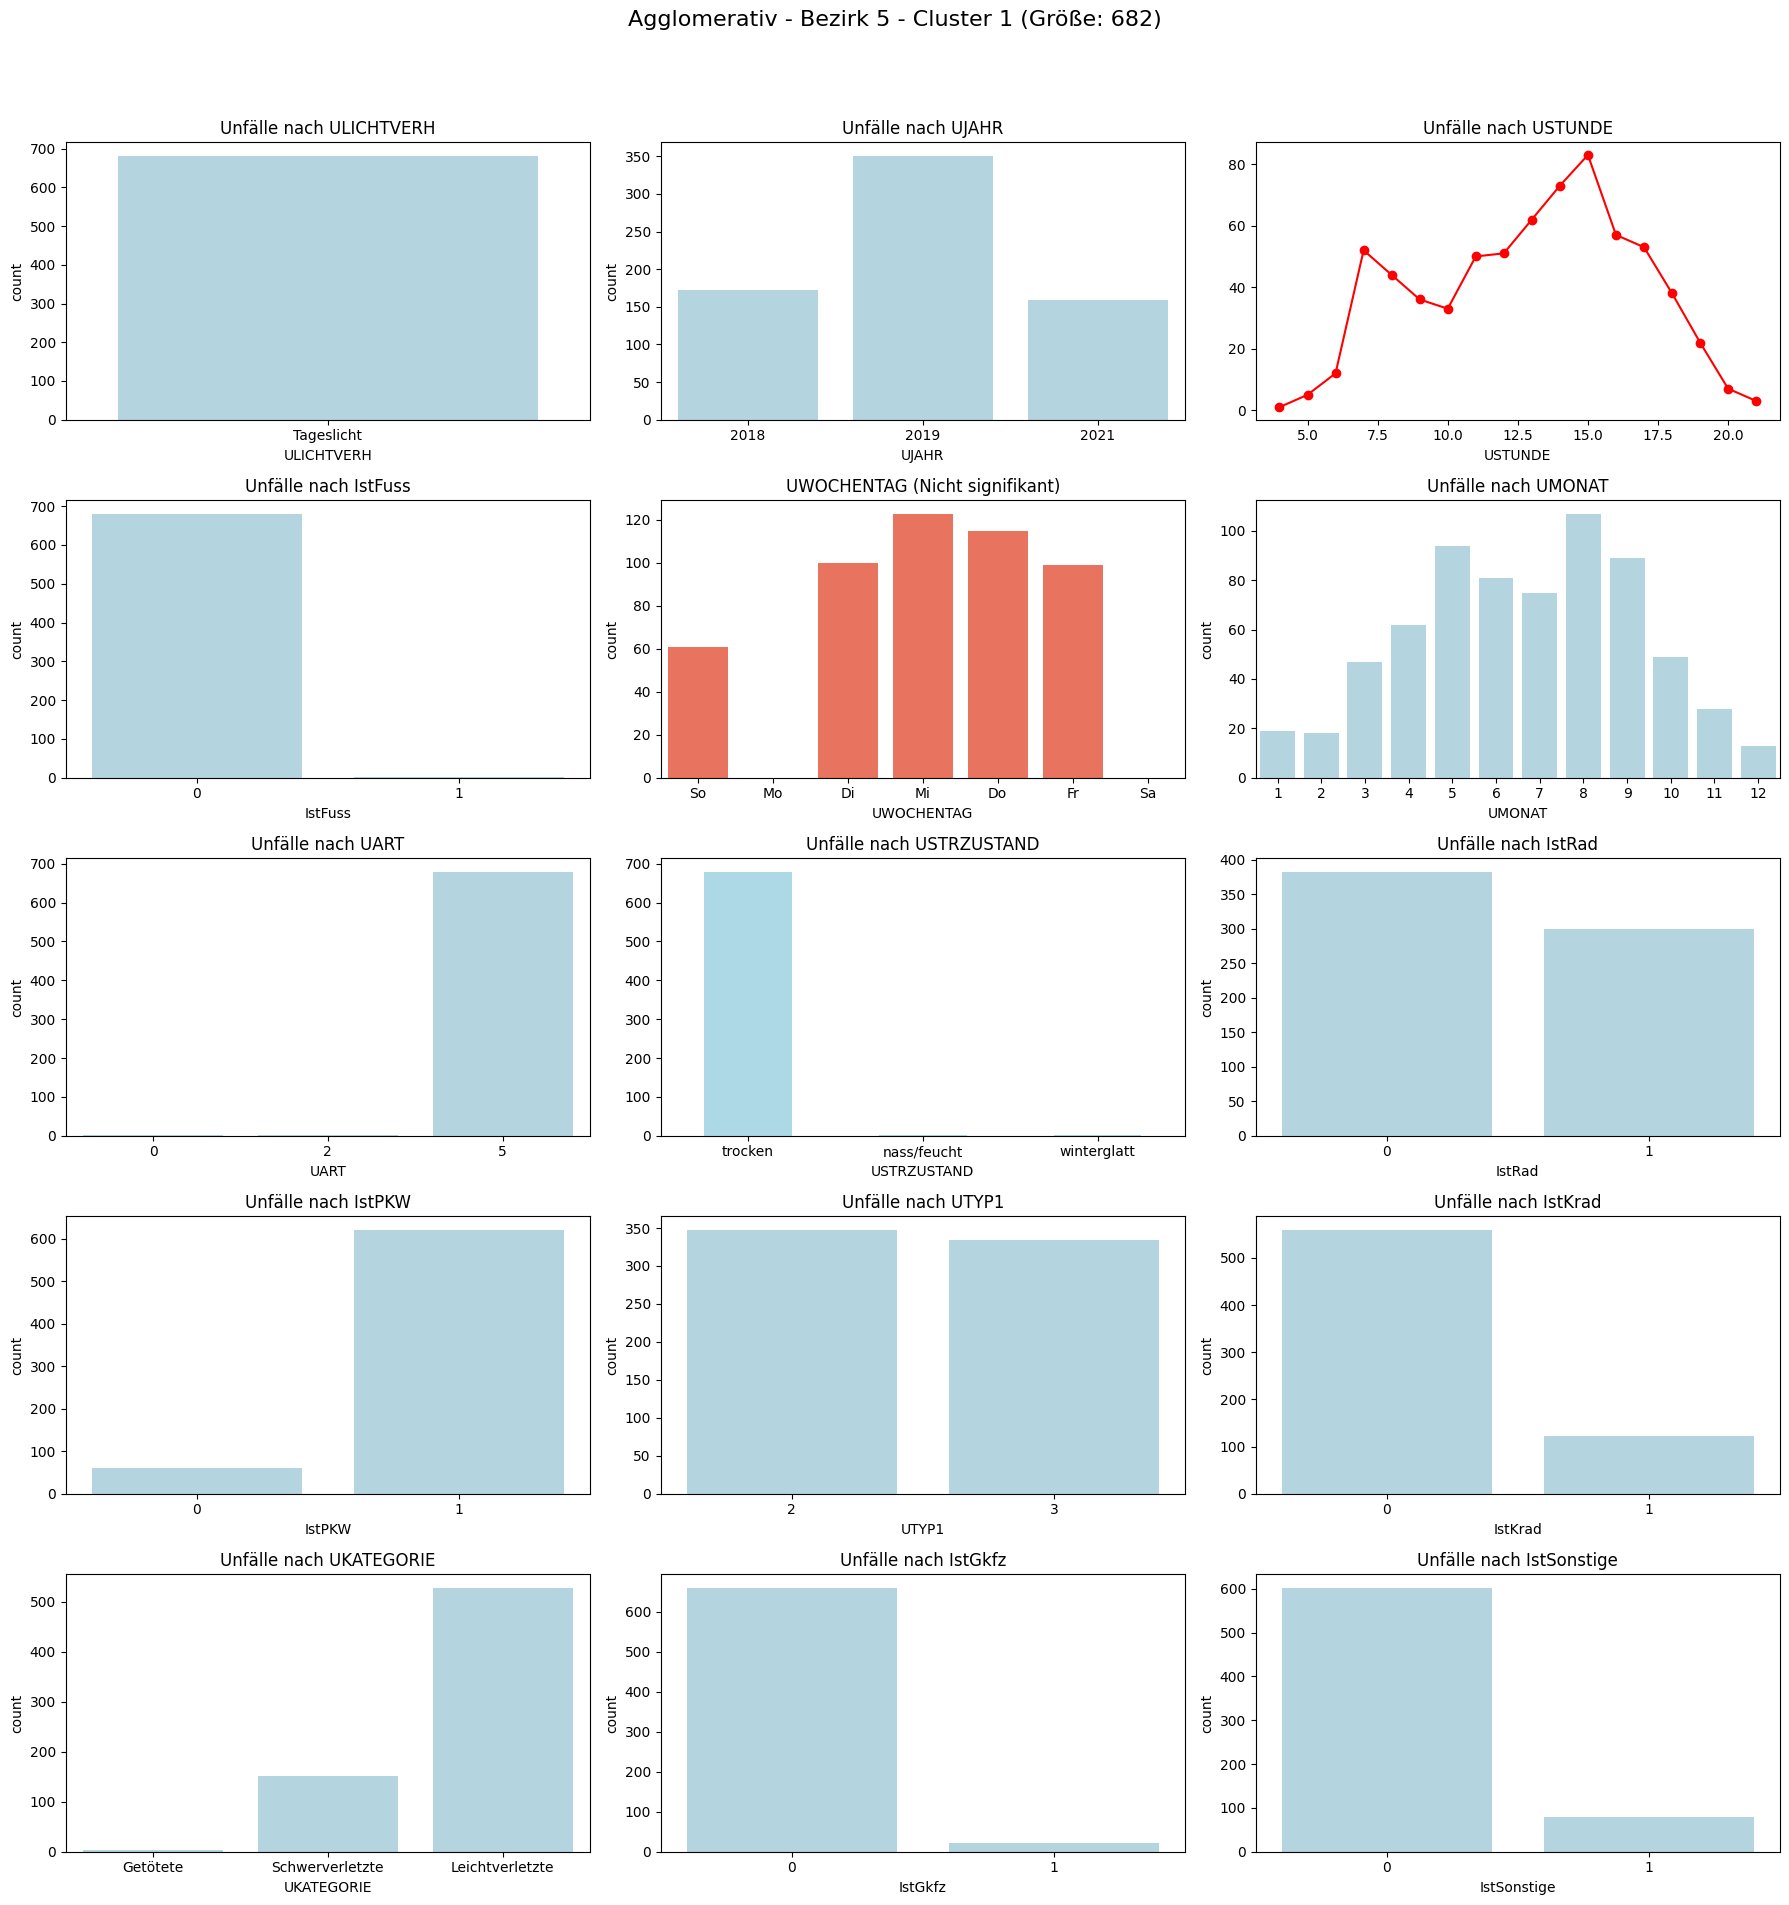 Agglomerativ - Bezirk 5 - Cluster 1 (Größe: 682)
Unfälle nach ULICHTVERH
700
600
500
400
300
200
100
0
count
Tageslicht
ULICHTVERH
Unfälle nach UJAHR
350
300
250
200
150
100
50
0
count
2018 2019 2021
UJAHR
Unfälle nach USTUNDE
80
60
40
20
0
5.0 7.5 10.0 12.5 15.0 17.5 20.0
USTUNDE
Unfälle nach IstFuss
700
600
500
400
300
200
100
0
count
0 1
IstFuss
UWOCHENTAG (Nicht signifikant)
120
100
80
60
40
20
0
count
So Mo Di Mi Do Fr Sa
UWOCHENTAG
Unfälle nach UMONAT
100
80
60
40
20
0
count
1 2 3 4 5 6 7 8 9 10 11 12
UMONAT
Unfälle nach UART
700
600
500
400
300
200
100
0
count
0 2 5
UART
Unfälle nach USTRZUSTAND
700
600
500
400
300
200
100
0
trocken nass/feucht winterglatt
USTRZUSTAND
Unfälle nach IstRad
400
350
300
250
200
150
100
50
0
count
0 1
IstRad
Unfälle nach IstPKW
600
500
400
300
200
100
0
count
0 1
IstPKW
Unfälle nach UTYP1
350
300
250
200
150
100
50
0
count
2 3
UTYP1
Unfälle nach IstKrad
500
400
300
200
100
0
count
0 1
IstKrad
Unfälle nach UKATEGORIE
500
400
300
200
100
0
count
Getötete Schwerverletzte Leichtverletzte
UKATEGORIE
Unfälle nach IstGkfz
600
500
400
300
200
100
0
count
0 1
IstGkfz
Unfälle nach IstSonstige
600
500
400
300
200
100
0
count
0 1
IstSonstige